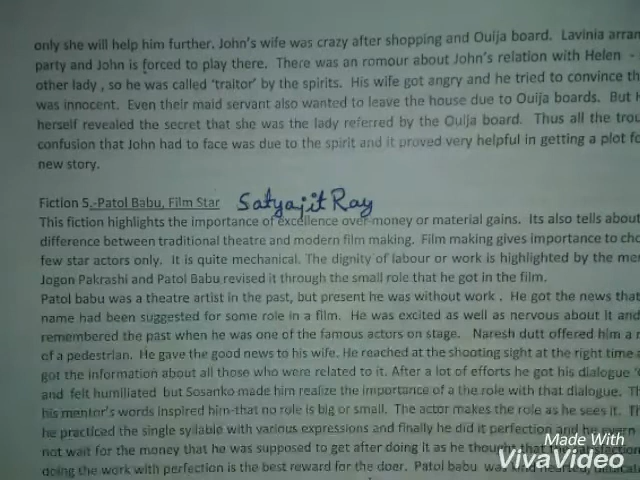 only she will help him further. John's wife was crazy after shopping and Ouija board. Lavinia arran
party and John is forced to play there. There was an romour about John's relation with Helen -
other lady , so he was called 'traitor' by the spirits. His wife got angry and he tried to convince th
was innocent. Even their maid servant also wanted to leave the house due to Ouija boards. But H
herself revealed the secret that she was the lady referred by the Ouija board. Thus all the trou
confusion that John had to face was due to the spirit and it proved very helpful in getting a plot fo
new story.
Fiction 5,-Patol Babu, Film Star Satyajit Ray
This fiction highlights the importance of excellence over money or material gains. Its also tells about
difference between traditional theatre and modern film making. Film making gives importance to cho
few star actors only. It is quite mechanical. The dignity of labour or work is highlighted by the me
Jogon Pakrashi and Patol Babu revised it through the small role that he got in the film.
Patol babu was a theatre artist in the past, but present he was without work . He got the news that
name had been suggested for some role in a film. He was excited as well as nervous about it and
remembered the past when he was one of the famous actors on stage. Naresh dutt offered him a r
of a pedestrian. He gave the good news to his wife. He reached at the shooting sight at the right time a
got the information about all those who were related to it. After a lot of efforts he got his dialogue
and felt humiliated but Sosanko made him realize the importance of a the role with that dialogue. Th
his mentor's words inspired him-that no role is big or small. The actor makes the role as he sees it. Th
he practiced the single syllable with various expressions and finally he did it perfection and he
not wait for the money that he was supposed to get after doing it as he thought that the
doing the work with perfection is the best reward for the doer. Patol babu was kind hearted,
Made With
VivaVideo